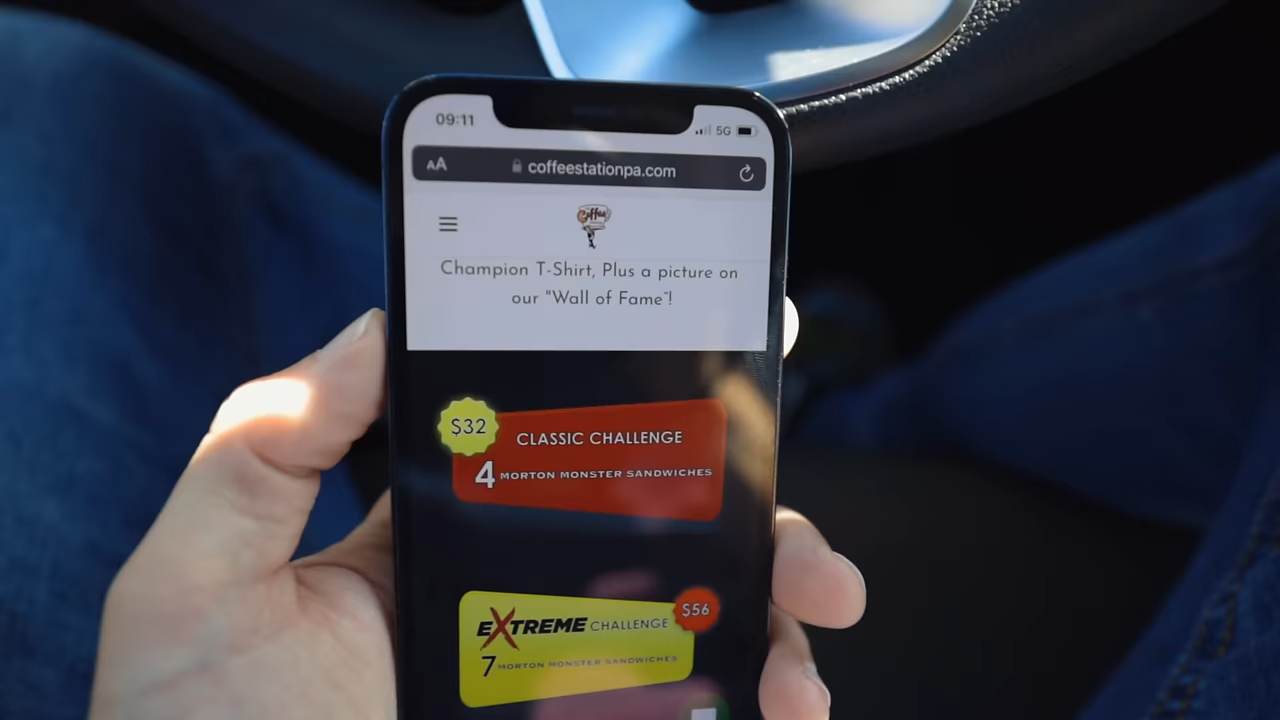 09:11
5G
AA
coffeestationpa.com
Coffee
Champion T-Shirt, Plus a picture on
our "Wall of Fame"!
$32
CLASSIC CHALLENGE
4 MORTON MONSTER SANDWICHES
$56
EXTREME CHALLENGE
7 MORTON MONSTER SANDWICHES